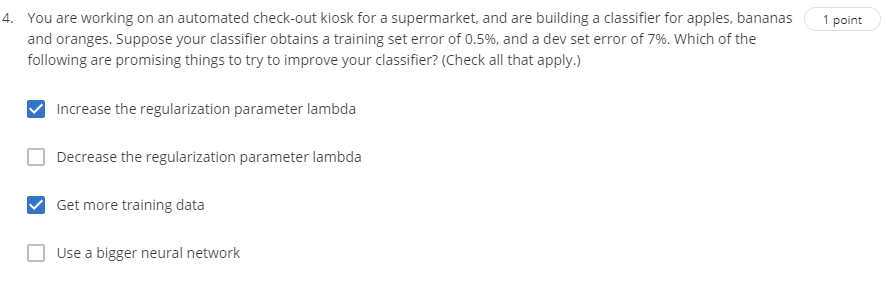 4. You are working on an automated check-out kiosk for a supermarket, and are building a classifier for apples, bananas
1 point
and oranges. Suppose your classifier obtains a training set error of 0.5%, and a dev set error of 7%. Which of the
following are promising things to try to improve your classifier? (Check all that apply.)
Increase the regularization parameter lambda
Decrease the regularization parameter lambda
Get more training data
Use a bigger neural network